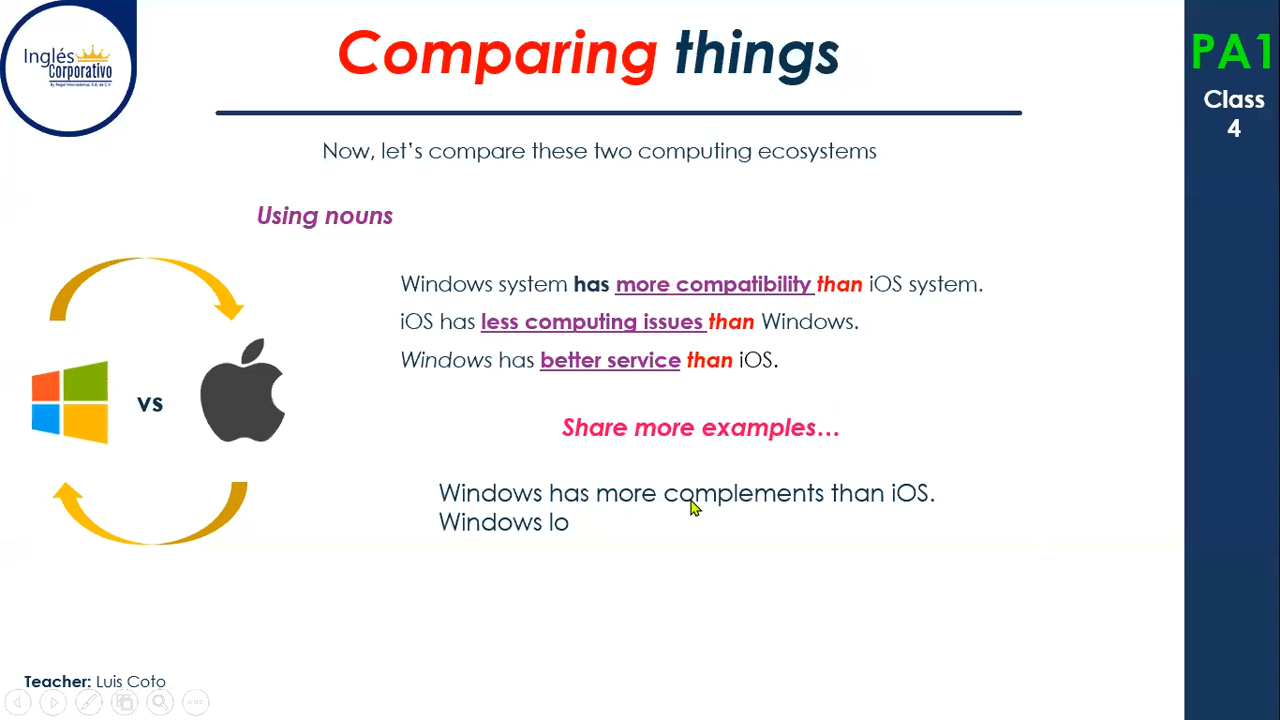 Inglés
Corporativo
By Regal International, S.A. de C.V.
Comparing things
PA1
Class
4
Now, let's compare these two computing ecosystems
Using nouns
Windows system has more compatibility than iOS system.
iOS has less computing issues than Windows.
Windows has better service than iOS.
vs
Share more examples...
Windows has more complements than iOS.
Windows lo
Teacher: Luis Coto